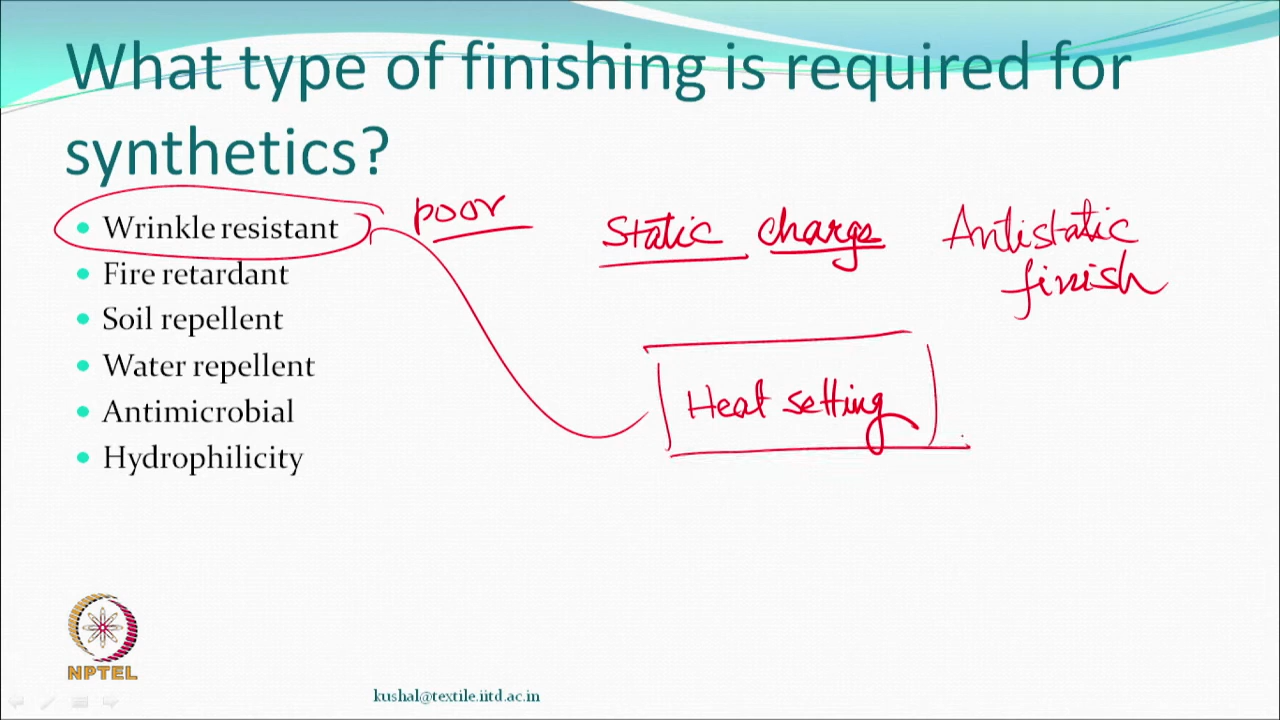 What type of finishing is required for
synthetics?
• Wrinkle resistant
poor
Static charge
Antistatic
finish
• Fire retardant
• Soil repellent
• Water repellent
• Antimicrobial
• Hydrophilicity
Heat setting
NPTEL
kushal@textile.iitd.ac.in